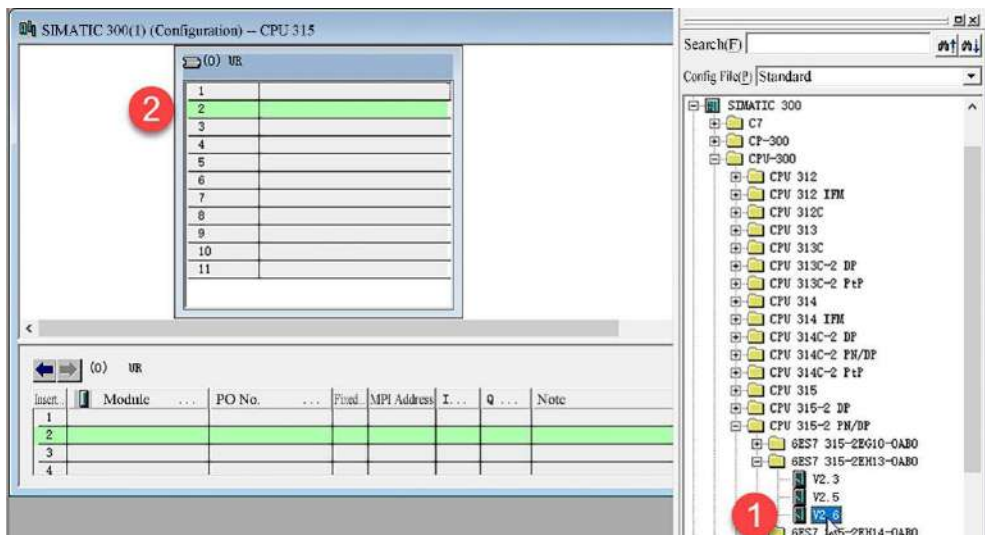 SIMATIC 300(1) (Configuration) -- CPU 315
(0) UR
1
2
3
4
5
6
7
8
9
10
11
2
(0) UR
Insert.. Module ... PO No. ... Fixed.. MPI Address I... Q ... Note
1
2
3
4
Search(F)
Config File(P) Standard
SIMATIC 300
C7
CP-300
CPU-300
CPU 312
CPU 312 IFM
CPU 312C
CPU 313
CPU 313C
CPU 313C-2 DP
CPU 313C-2 PtP
CPU 314
CPU 314 IFM
CPU 314C-2 DP
CPU 314C-2 PN/DP
CPU 314C-2 PtP
CPU 315
CPU 315-2 DP
CPU 315-2 PN/DP
6ES7 315-2EG10-0AB0
6ES7 315-2EH13-0AB0
V2.3
V2.5
V2.6
1
6ES7 315-2EH14-0AB0